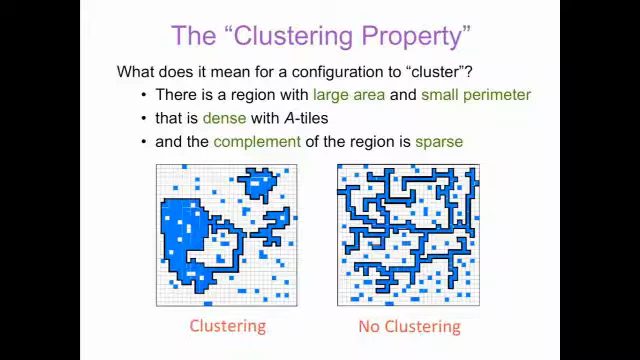 The “Clustering Property”
What does it mean for a configuration to “cluster”?
• There is a region with large area and small perimeter
• that is dense with A-tiles
• and the complement of the region is sparse
Clustering
No Clustering